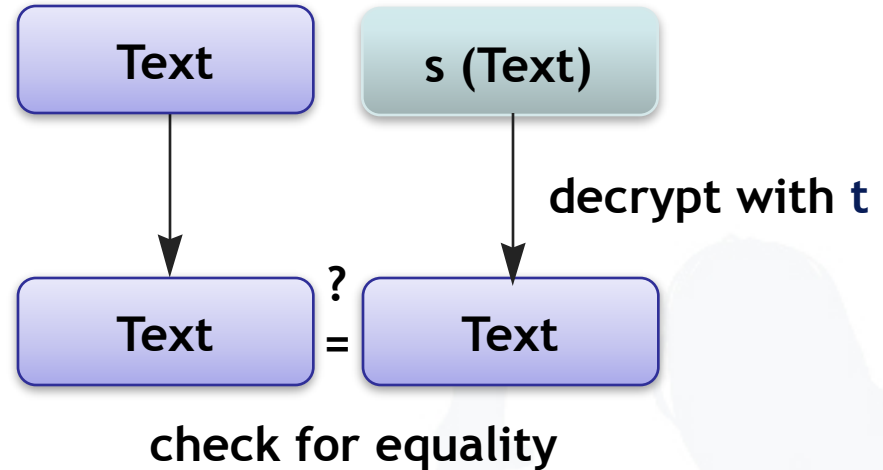 Text
s (Text)
decrypt with t
Text
?
=
Text
check for equality